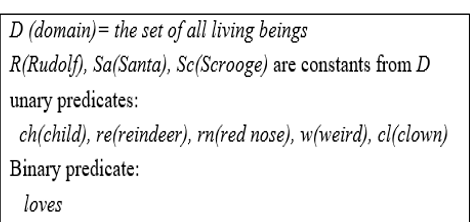 D (domain)= the set of all living beings
R(Rudolf), Sa(Santa), Sc(Scrooge) are constants from D
unary predicates:
ch(child), re(reindeer), rn(red nose), w(weird), cl(clown)
Binary predicate:
loves